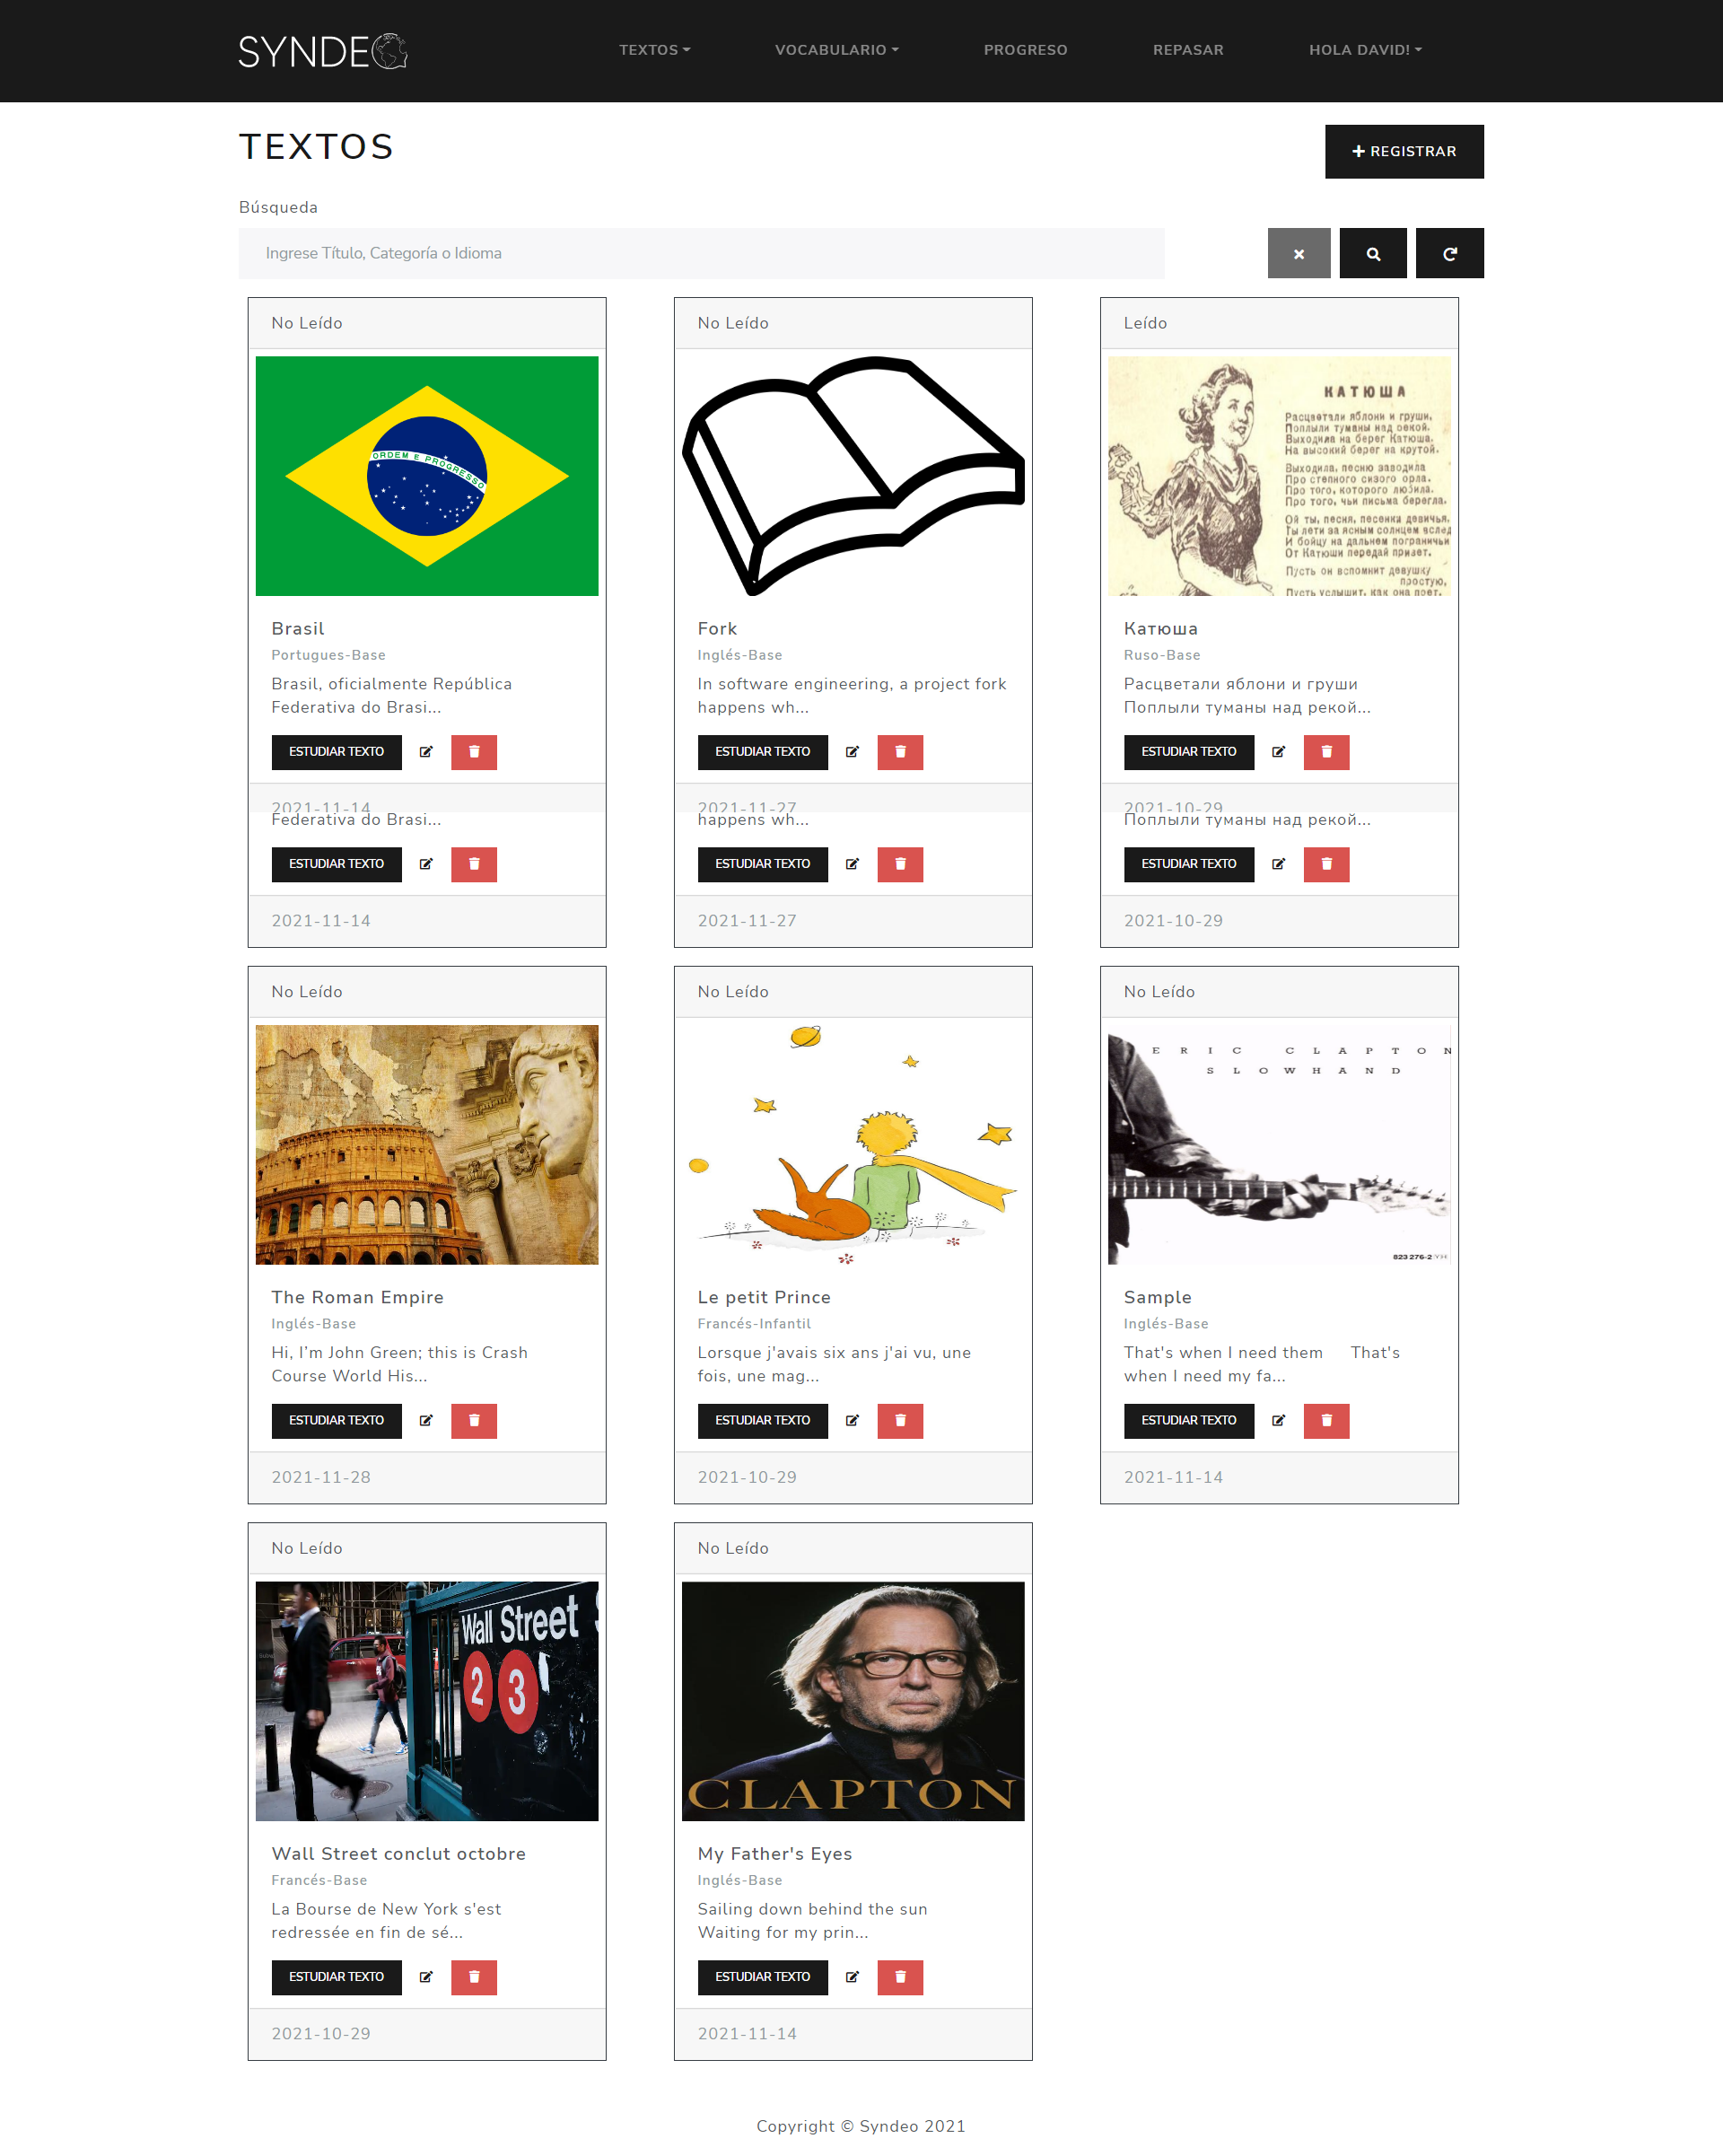 SYNDEO
TEXTOS
VOCABULARIO
PROGRESO
REPASAR
HOLA DAVID!
TEXTOS
REGISTRAR
Búsqueda
Ingrese Título, Categoría o Idioma
No Leído
ORDEM E PROGRESSO
Brasil
Portugues-Base
Brasil, oficialmente República
Federativa do Brasi...
ESTUDIAR TEXTO
2021-11-14
Federativa do Brasi...
ESTUDIAR TEXTO
2021-11-14
No Leído
Fork
Inglés-Base
In software engineering, a project fork
happens wh...
ESTUDIAR TEXTO
2021-11-27
happens wh...
ESTUDIAR TEXTO
2021-11-27
Leído
КАТЮША
Расцветали яблони и груши,
Поплыли туманы над рекой.
Выходила на берег Катюша.
На высокий берег на крутой.
Выходила, песню заводила
Про степного сизого орла.
Про того, которого любила.
Про того, чьи письма берегла.
Ой ты, песня, песенка девичья.
Ты лети за ясным солнцем вслед
И бойцу на дальнем пограничьи
От Катюши передай привет.
Пусть он вспомнит девушку
простую,
Пусть услышит, как она поет.
Катюша
Ruso-Base
Расцветали яблони и груши
Поплыли туманы над рекой...
ESTUDIAR TEXTO
2021-10-29
Поплыли туманы над рекой...
ESTUDIAR TEXTO
2021-10-29
No Leído
The Roman Empire
Inglés-Base
Hi, I’m John Green; this is Crash
Course World His...
ESTUDIAR TEXTO
2021-11-28
No Leído
Le petit Prince
Francés-Infantil
Lorsque j'avais six ans j'ai vu, une
fois, une mag...
ESTUDIAR TEXTO
2021-10-29
No Leído
ERIC CLAPTON
SLOWHAND
823 276-2 YH
Sample
Inglés-Base
That's when I need them That's
when I need my fa...
ESTUDIAR TEXTO
2021-11-14
No Leído
Wall Street S
2 3
Wall Street conclut octobre
Francés-Base
La Bourse de New York s'est
redressée en fin de sé...
ESTUDIAR TEXTO
2021-10-29
No Leído
CLAPTON
My Father's Eyes
Inglés-Base
Sailing down behind the sun
Waiting for my prin...
ESTUDIAR TEXTO
2021-11-14
Copyright © Syndeo 2021